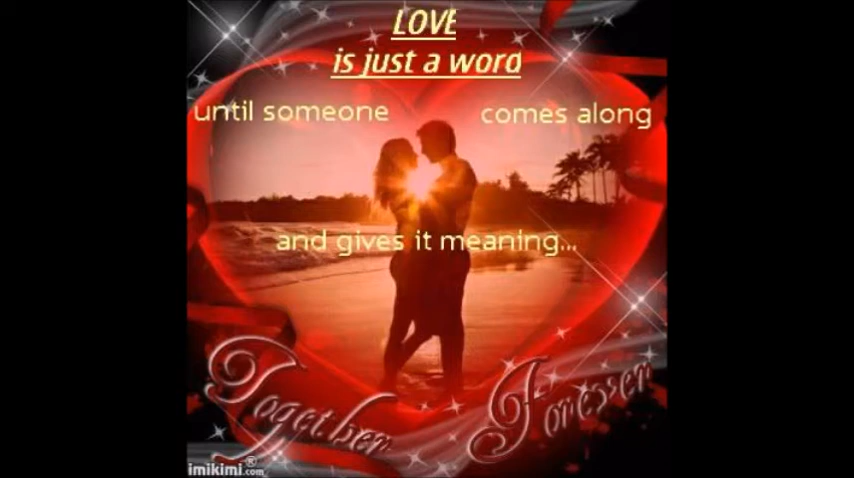 LOVE
is just a word
until someone comes along
and gives it meaning...
Together Forever
imikimi®.com